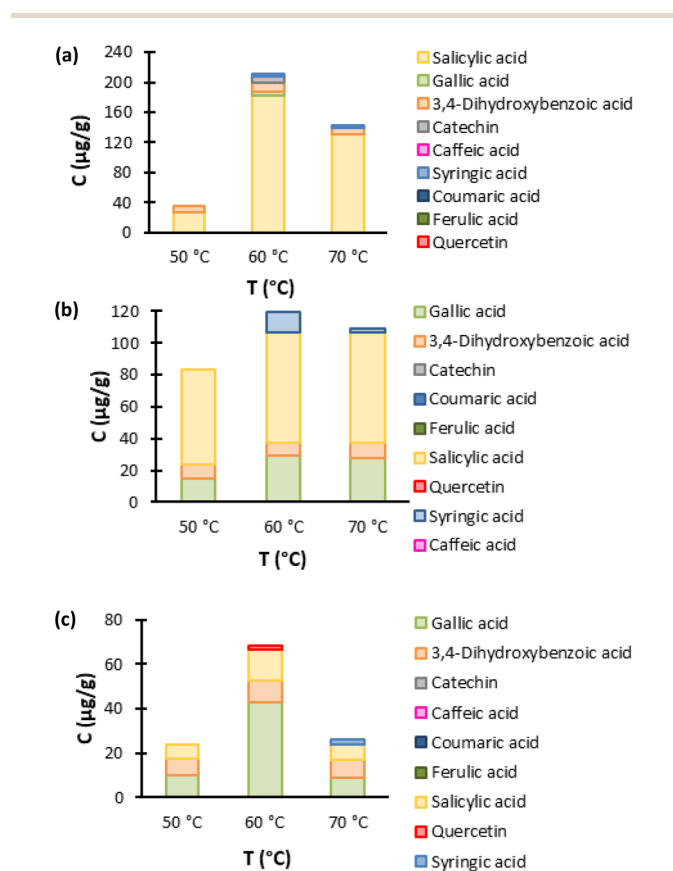 (a)
240
200
160
120
80
40
0
C (µg/g)
50 °C 60 °C 70 °C
T (°C)
Salicylic acid
Gallic acid
3,4-Dihydroxybenzoic acid
Catechin
Caffeic acid
Syringic acid
Coumaric acid
Ferulic acid
Quercetin
(b)
120
100
80
60
40
20
0
C (µg/g)
50 °C 60 °C 70 °C
T (°C)
Gallic acid
3,4-Dihydroxybenzoic acid
Catechin
Coumaric acid
Ferulic acid
Salicylic acid
Quercetin
Syringic acid
Caffeic acid
(c)
80
60
40
20
0
C (µg/g)
50 °C 60 °C 70 °C
T (°C)
Gallic acid
3,4-Dihydroxybenzoic acid
Catechin
Caffeic acid
Coumaric acid
Ferulic acid
Salicylic acid
Quercetin
Syringic acid